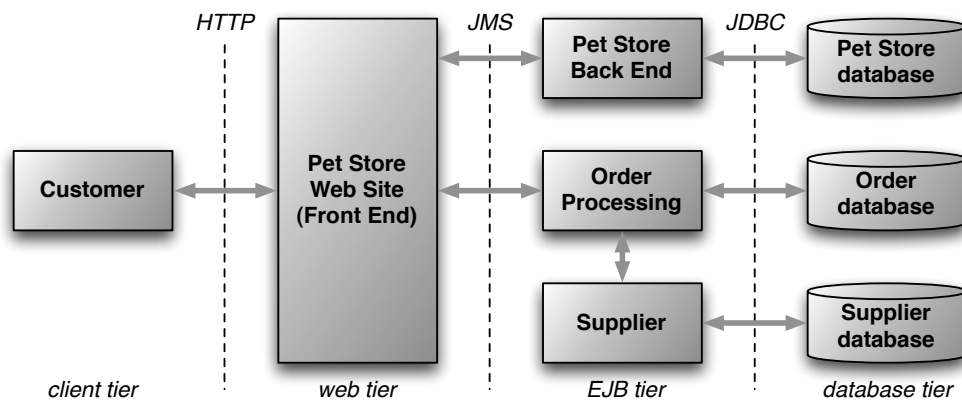 HTTP
JMS
JDBC
Pet Store
Back End
Pet Store
database
Customer
Pet Store
Web Site
(Front End)
Order
Processing
Order
database
Supplier
Supplier
database
client tier
web tier
EJB tier
database tier